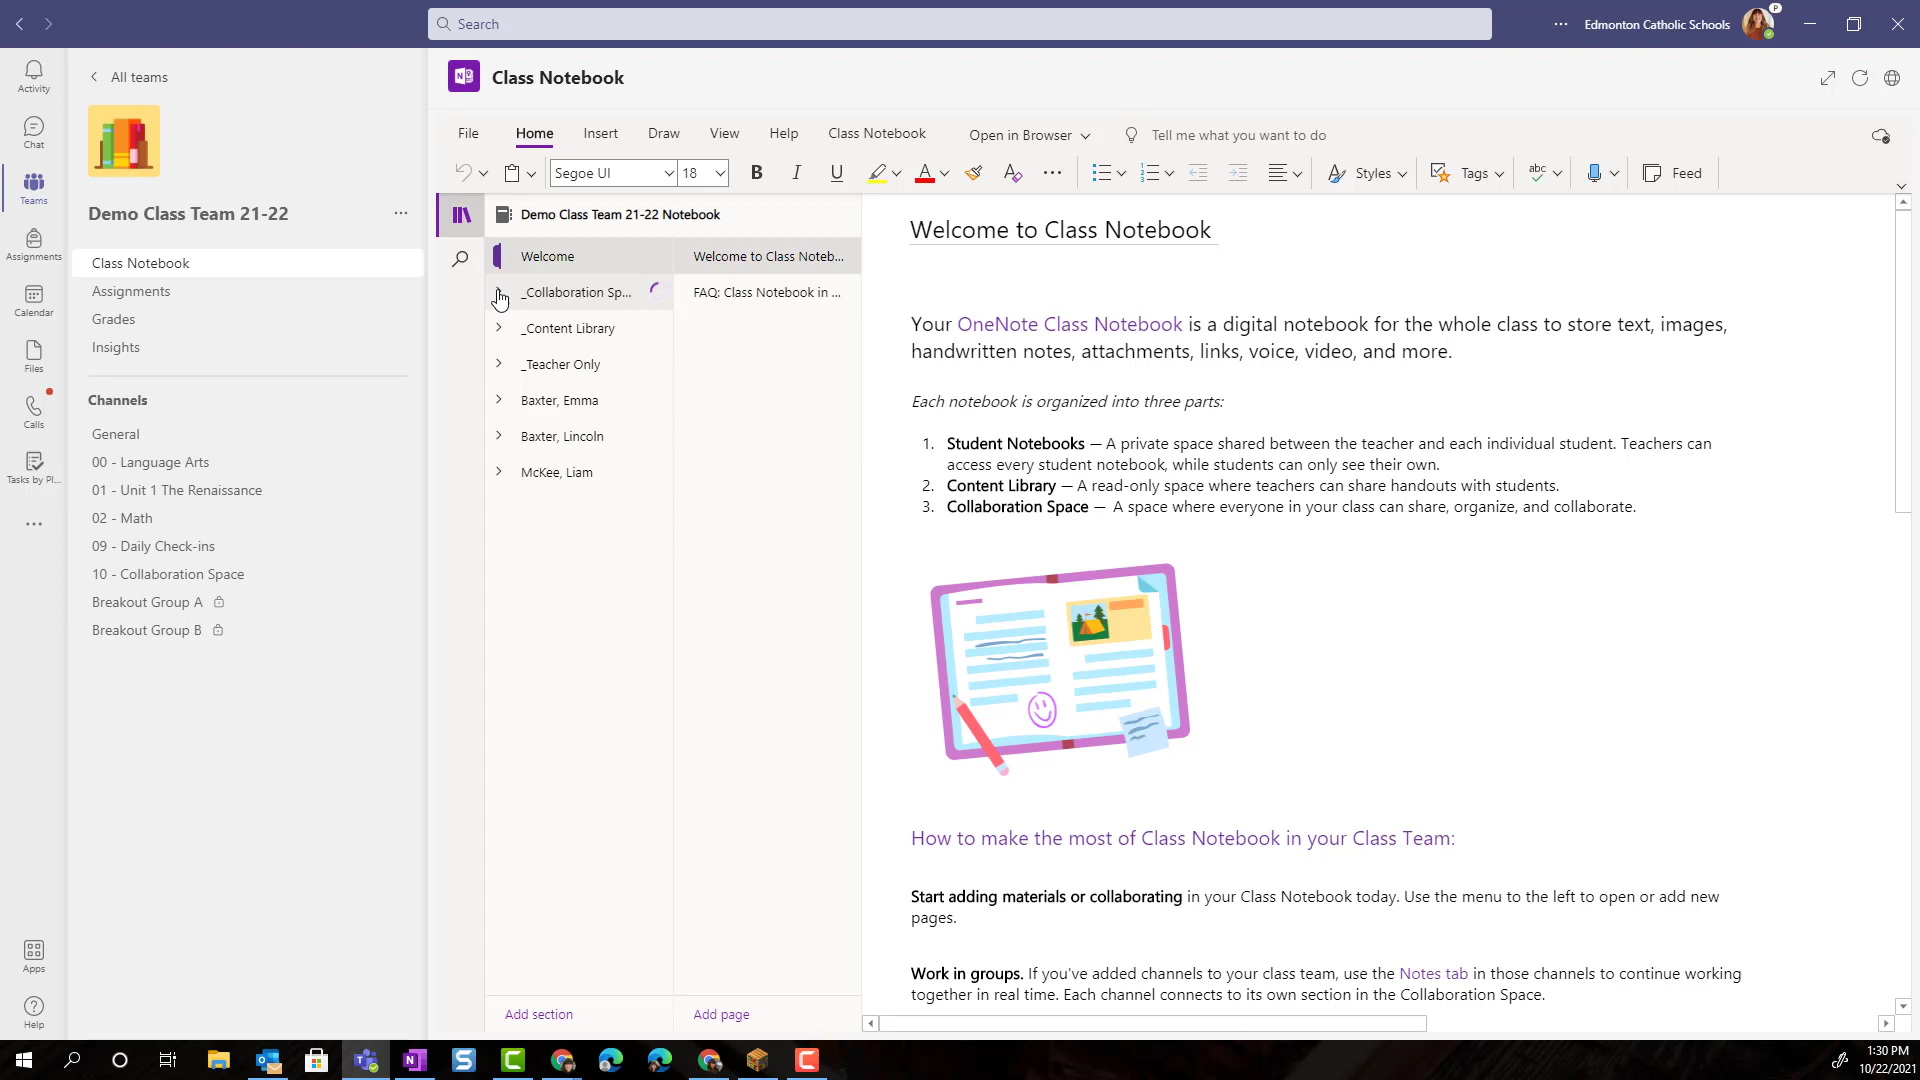 Search
Edmonton Catholic Schools
P
Activity
Chat
Teams
Assignments
Calendar
Files
Calls
Tasks by Pl...
Apps
Help
All teams
Demo Class Team 21-22
Class Notebook
Assignments
Grades
Insights
Channels
General
00 - Language Arts
01 - Unit 1 The Renaissance
02 - Math
09 - Daily Check-ins
10 - Collaboration Space
Breakout Group A
Breakout Group B
Class Notebook
File Home Insert Draw View Help Class Notebook Open in Browser Tell me what you want to do
Segoe UI 18 B I U A A Styles Tags abc Feed
Demo Class Team 21-22 Notebook
Welcome
_Collaboration Sp...
_Content Library
_Teacher Only
Baxter, Emma
Baxter, Lincoln
McKee, Liam
Add section
Welcome to Class Noteb...
FAQ: Class Notebook in ...
Add page
Welcome to Class Notebook
Your OneNote Class Notebook is a digital notebook for the whole class to store text, images,
handwritten notes, attachments, links, voice, video, and more.
Each notebook is organized into three parts:
1. Student Notebooks — A private space shared between the teacher and each individual student. Teachers can
access every student notebook, while students can only see their own.
2. Content Library — A read-only space where teachers can share handouts with students.
3. Collaboration Space — A space where everyone in your class can share, organize, and collaborate.
How to make the most of Class Notebook in your Class Team:
Start adding materials or collaborating in your Class Notebook today. Use the menu to the left to open or add new
pages.
Work in groups. If you've added channels to your class team, use the Notes tab in those channels to continue working
together in real time. Each channel connects to its own section in the Collaboration Space.
1:30 PM
10/22/2021